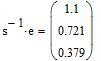 s⁻¹·e = ( 1.1
0.721
0.379 )